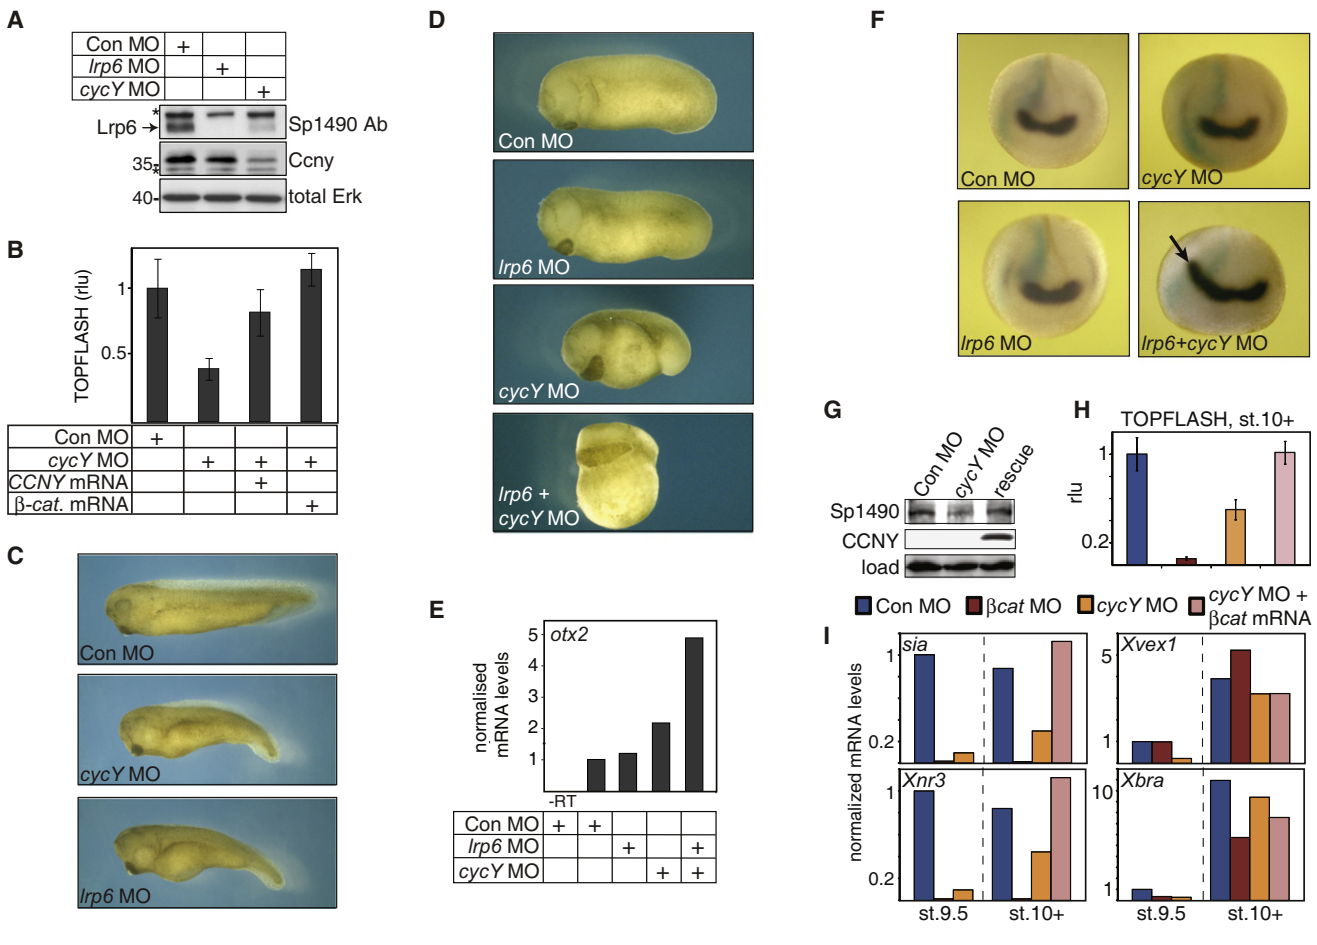 A
Con MO +
lrp6 MO +
cycY MO +
*
Lrp6 → Sp1490 Ab
35- Ccny
*
40- total Erk
B
TOPFLASH (rlu)
1
0.5
Con MO +
cycY MO + + +
CCNY mRNA +
β-cat. mRNA +
C
Con MO
cycY MO
lrp6 MO
D
Con MO
lrp6 MO
cycY MO
lrp6 +
cycY MO
E
otx2
normalised
mRNA levels
5
4
3
2
1
-RT
Con MO + +
lrp6 MO + +
cycY MO + +
F
Con MO
cycY MO
lrp6 MO
lrp6+cycY MO
G
Con MO
cycY MO
rescue
Sp1490
CCNY
load
H
TOPFLASH, st.10+
rlu
1
0.2
Con MO
βcat MO
cycY MO
cycY MO +
βcat mRNA
I
normalized mRNA levels
sia
1
0.2
Xvex1
5
1
Xnr3
1
0.2
Xbra
10
1
st.9.5 st.10+
st.9.5 st.10+